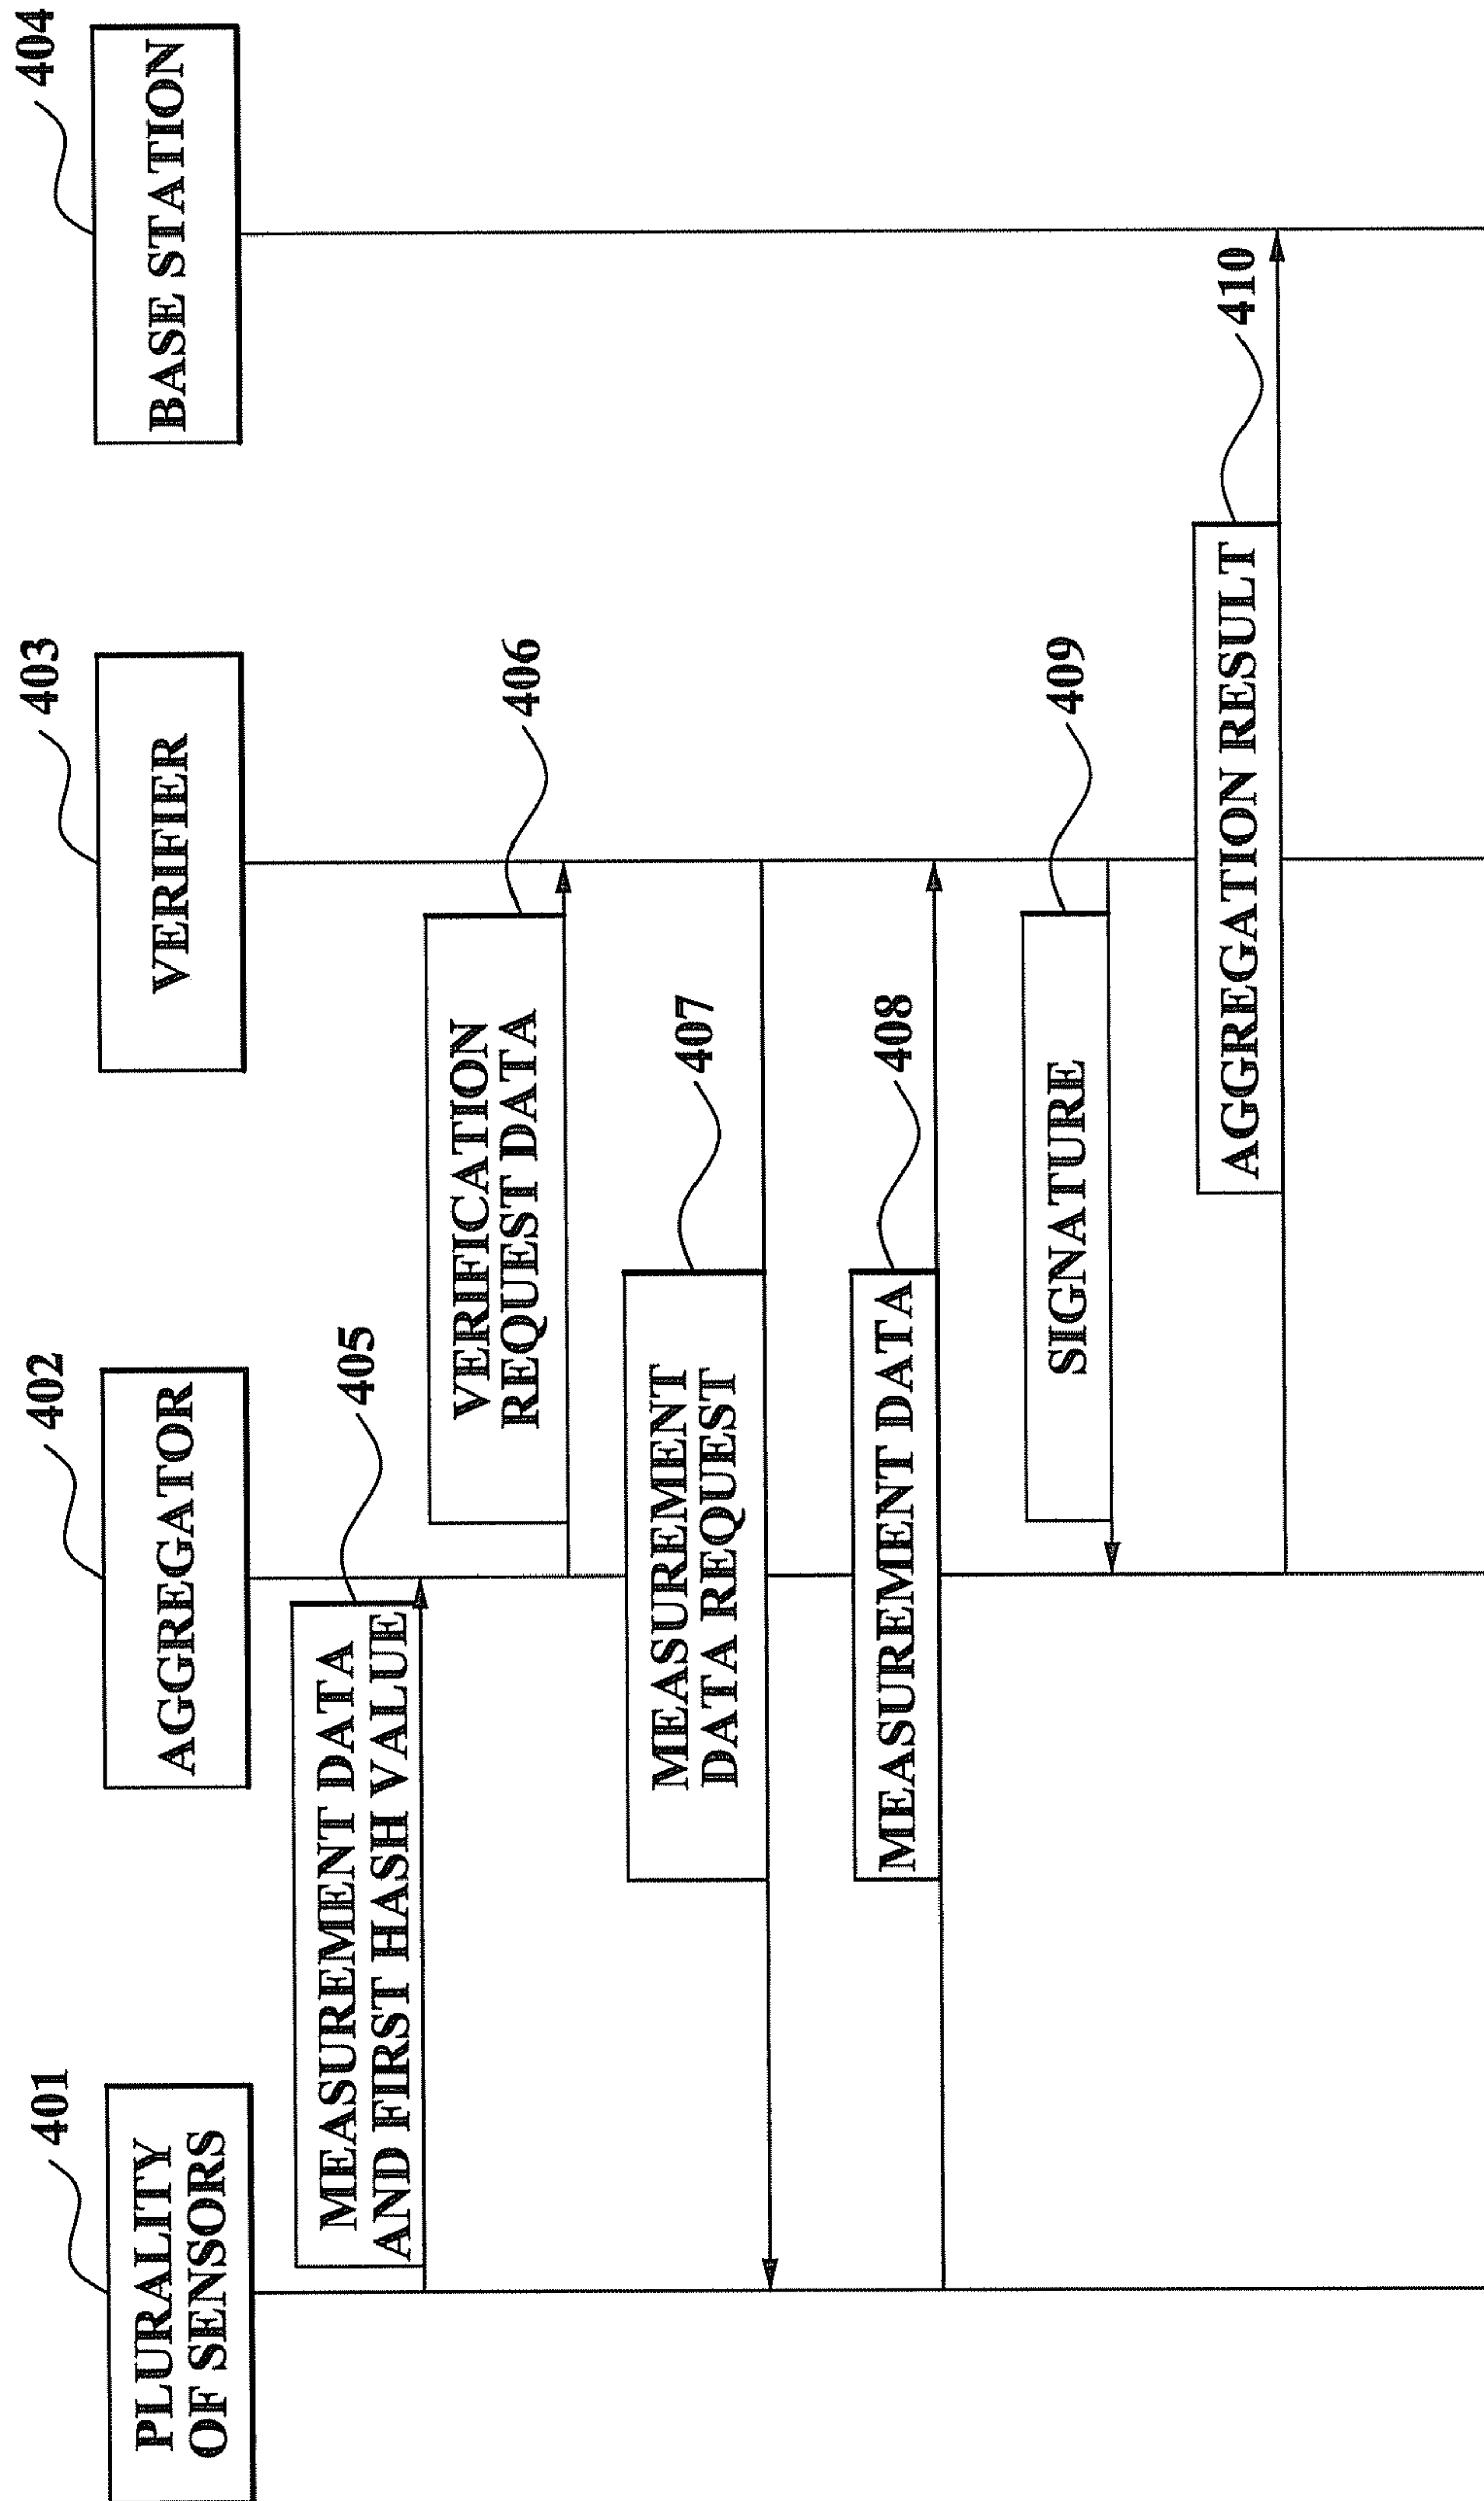 401
PLURALITY
OF SENSORS
402
AGGREGATOR
403
VERIFIER
404
BASE STATION
405
MEASUREMENT DATA
AND FIRST HASH VALUE
406
VERIFICATION
REQUEST DATA
407
MEASUREMENT
DATA REQUEST
408
MEASUREMENT DATA
409
SIGNATURE
410
AGGREGATION RESULT